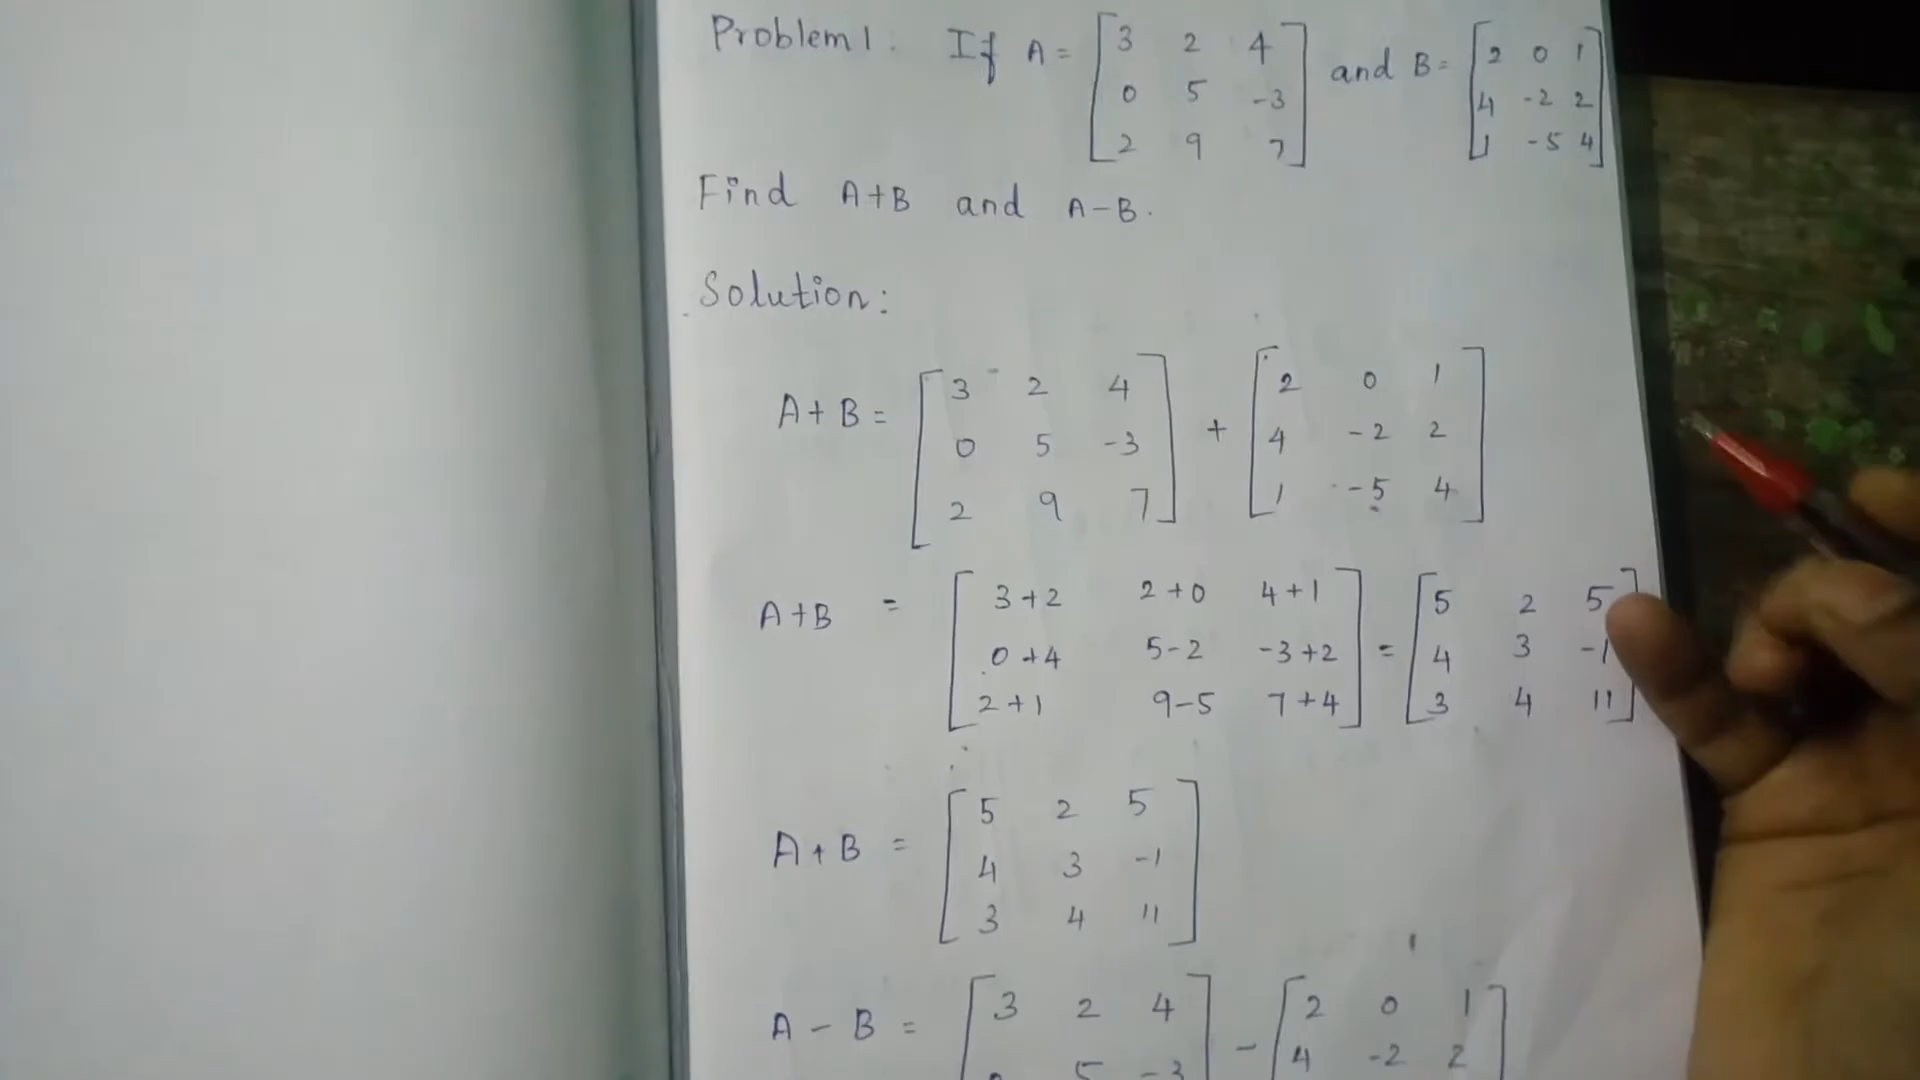 Problem 1: If A = [3 2 4 and B = [2 0 1
0 5 -3 4 -2 2
2 9 7] 1 -5 4]
Find A+B and A-B.
Solution:
A+B = [3 2 4 + [2 0 1
0 5 -3 4 -2 2
2 9 7] 1 -5 4]
A+B = [3+2 2+0 4+1 = [5 2 5
0+4 5-2 -3+2 4 3 -1
2+1 9-5 7+4] 3 4 11]
A+B = [5 2 5
4 3 -1
3 4 11]
A - B = [3 2 4 - [2 0 1
5 -3 4 -2 2